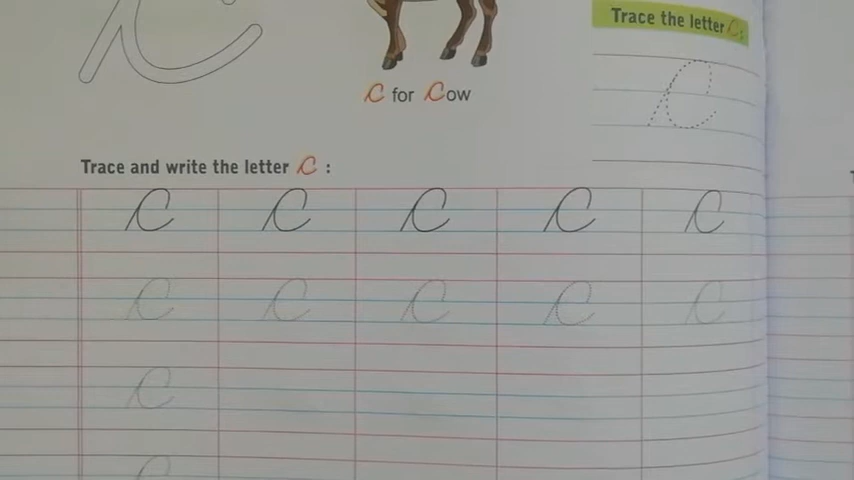 C
Trace the letter C:
C
C for Cow
Trace and write the letter C :
C C C C C
C C C C C
C
C